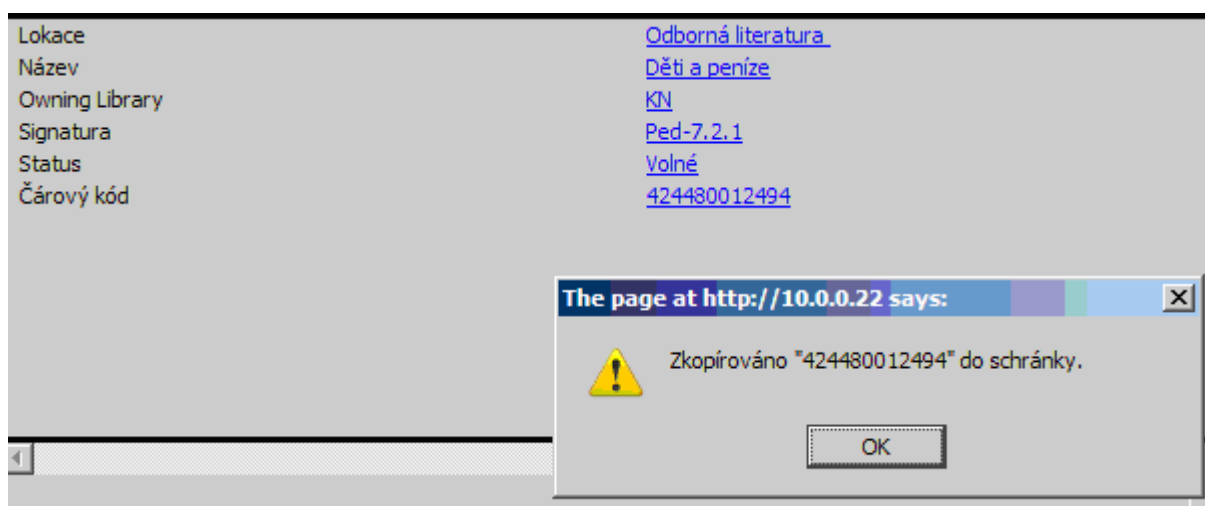 Lokace Odborná literatura
Název Děti a peníze
Owning Library KN
Signatura Ped-7.2.1
Status Volné
Čárový kód 424480012494
The page at http://10.0.0.22 says:
Zkopírováno "424480012494" do schránky.
OK